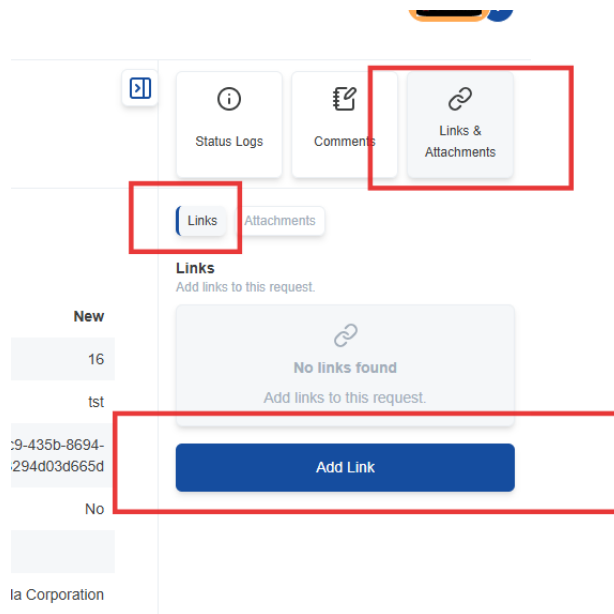 Status Logs
Comments
Links &
Attachments
Links
Attachments
Links
Add links to this request.
No links found
Add links to this request.
Add Link
New
16
tst
c9-435b-8694-
294d03d665d
No
la Corporation